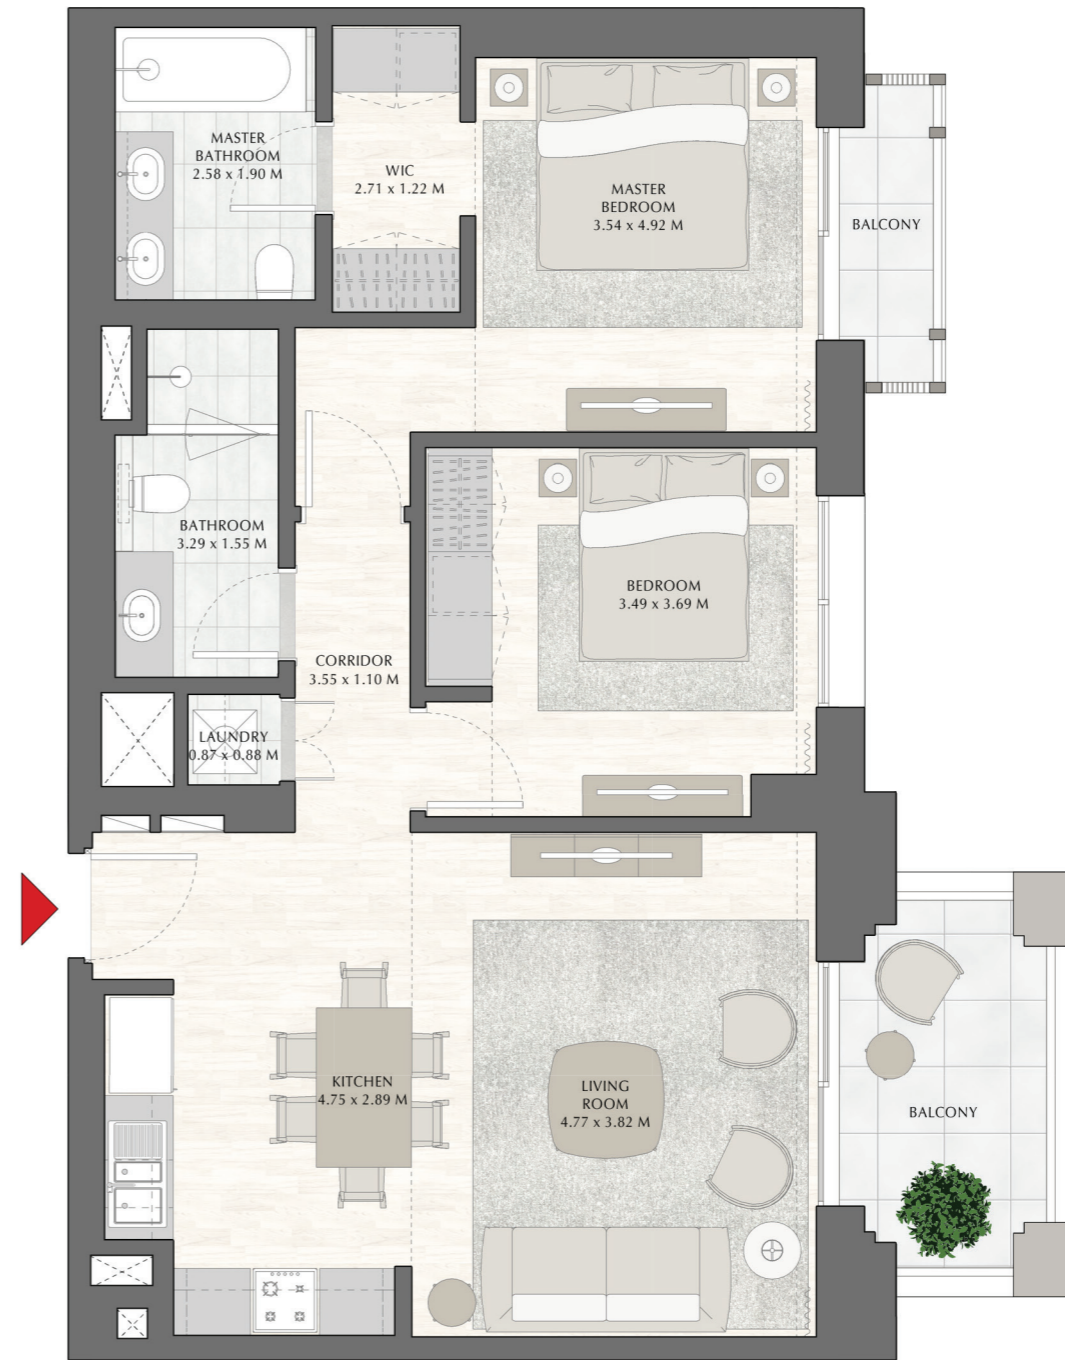 MASTER
BATHROOM
2.58 x 1.90 M
WIC
2.71 x 1.22 M
MASTER
BEDROOM
3.54 x 4.92 M
BALCONY
BATHROOM
3.29 x 1.55 M
BEDROOM
3.49 x 3.69 M
CORRIDOR
3.55 x 1.10 M
LAUNDRY
0.87 x 0.88 M
KITCHEN
4.75 x 2.89 M
LIVING
ROOM
4.77 x 3.82 M
BALCONY